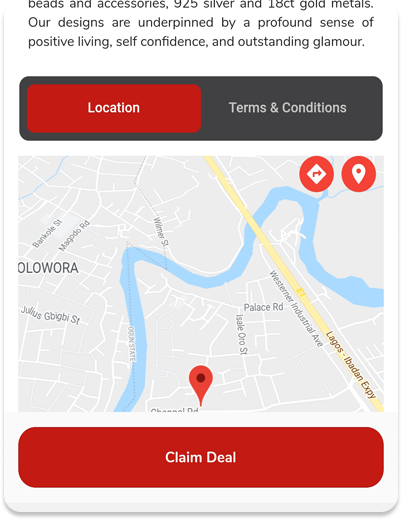 beads and accessories, 925 silver and 18ct gold metals.
Our designs are underpinned by a profound sense of
positive living, self confidence, and outstanding glamour.
Location
Terms & Conditions
Bankole St
Magodo Rd
Wilmer St
OLOWORA
Julius Gbigbi St
OGUN STATE
Palace Rd
Isale Oro St
Westerner Industrial Ave
Lagos - Ibadan Expy
Channel Rd
Claim Deal